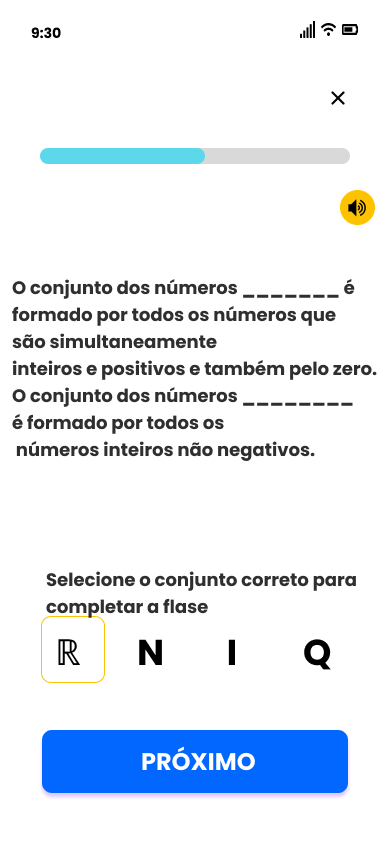 9:30
O conjunto dos números _______ é
formado por todos os números que
são simultaneamente
inteiros e positivos e também pelo zero.
O conjunto dos números ________
é formado por todos os
números inteiros não negativos.
Selecione o conjunto correto para
completar a flase
ℝ N I Q
PRÓXIMO